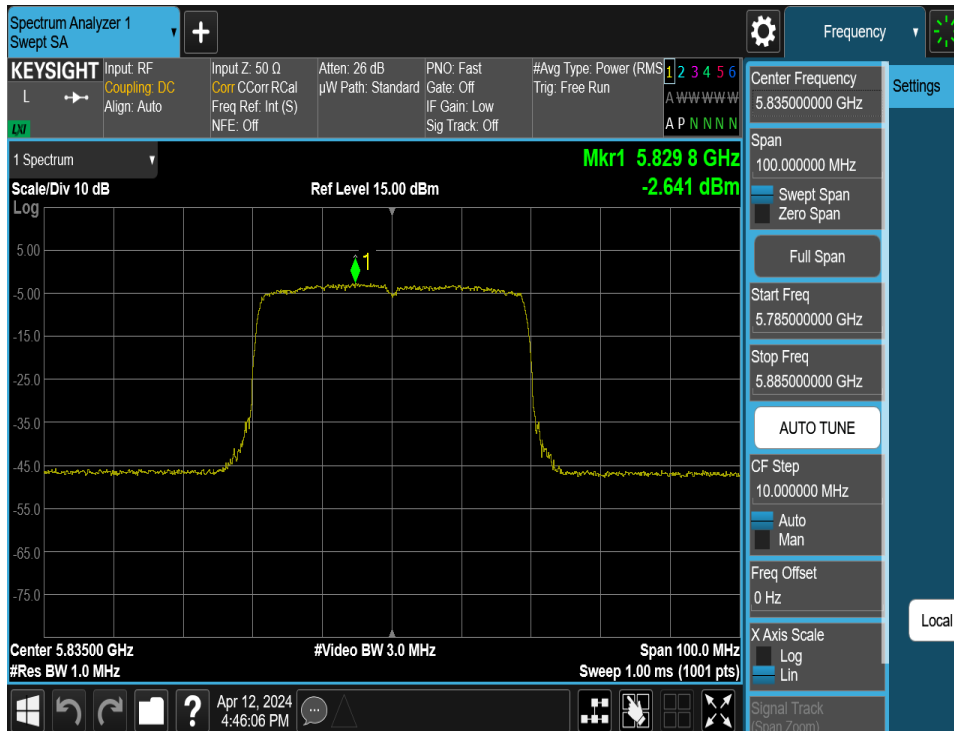 Spectrum Analyzer 1
Swept SA
+
Frequency
KEYSIGHT
L
LXI
Input: RF
Coupling: DC
Align: Auto
Input Z: 50 Ω
Corr CCorr RCal
Freq Ref: Int (S)
NFE: Off
Atten: 26 dB
µW Path: Standard
PNO: Fast
Gate: Off
IF Gain: Low
Sig Track: Off
#Avg Type: Power (RMS
Trig: Free Run
1 2 3 4 5 6
A W W W W W
A P N N N N
1 Spectrum
Mkr1 5.829 8 GHz
-2.641 dBm
Scale/Div 10 dB
Ref Level 15.00 dBm
Log
5.00
-5.00
-15.0
-25.0
-35.0
-45.0
-55.0
-65.0
-75.0
1
Center 5.83500 GHz
#Video BW 3.0 MHz
Span 100.0 MHz
#Res BW 1.0 MHz
Sweep 1.00 ms (1001 pts)
Center Frequency
5.835000000 GHz
Span
100.000000 MHz
Swept Span
Zero Span
Full Span
Start Freq
5.785000000 GHz
Stop Freq
5.885000000 GHz
AUTO TUNE
CF Step
10.000000 MHz
Auto
Man
Freq Offset
0 Hz
X Axis Scale
Log
Lin
Signal Track
(Span Zoom)
Settings
Local
?
Apr 12, 2024
4:46:06 PM